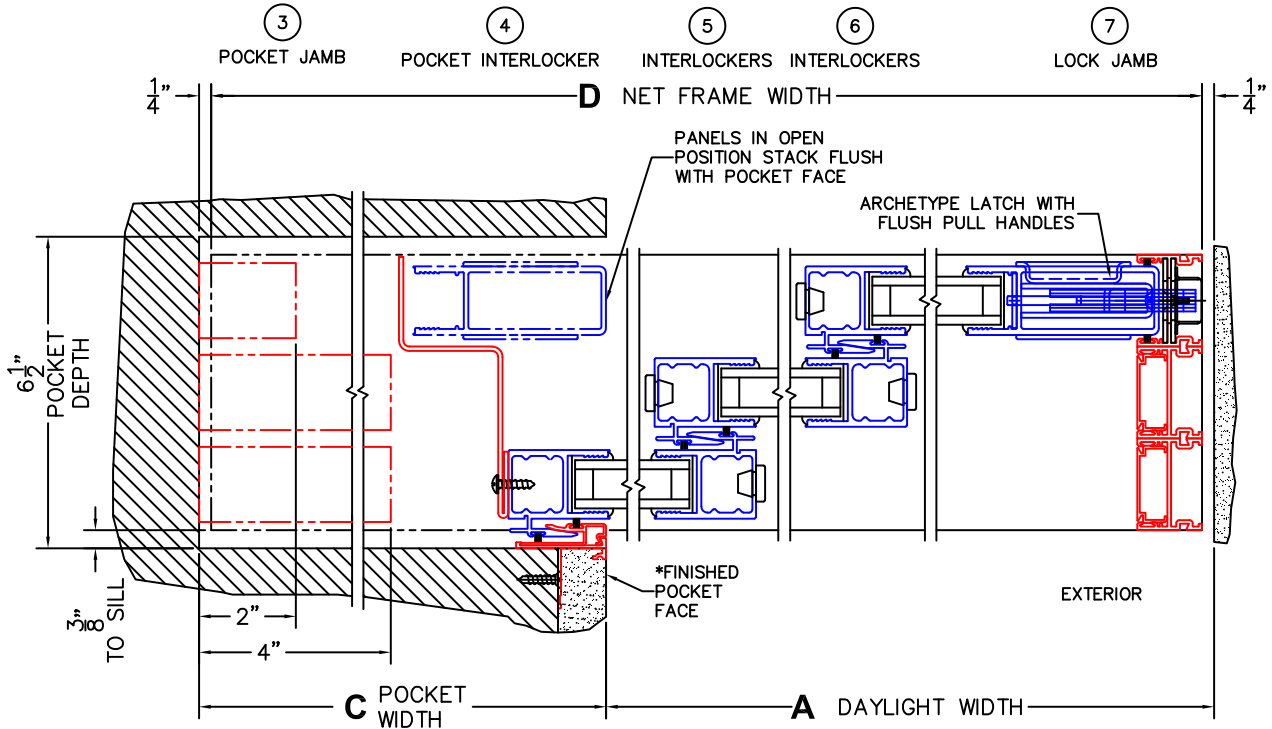 3
POCKET JAMB
4
POCKET INTERLOCKER
5
INTERLOCKERS
6
INTERLOCKERS
7
LOCK JAMB
1/4"
D NET FRAME WIDTH
1/4"
PANELS IN OPEN
POSITION STACK FLUSH
WITH POCKET FACE
ARCHETYPE LATCH WITH
FLUSH PULL HANDLES
6 1/2"
POCKET
DEPTH
3/8"
TO SILL
2"
4"
*FINISHED
POCKET
FACE
EXTERIOR
C POCKET
WIDTH
A DAYLIGHT WIDTH